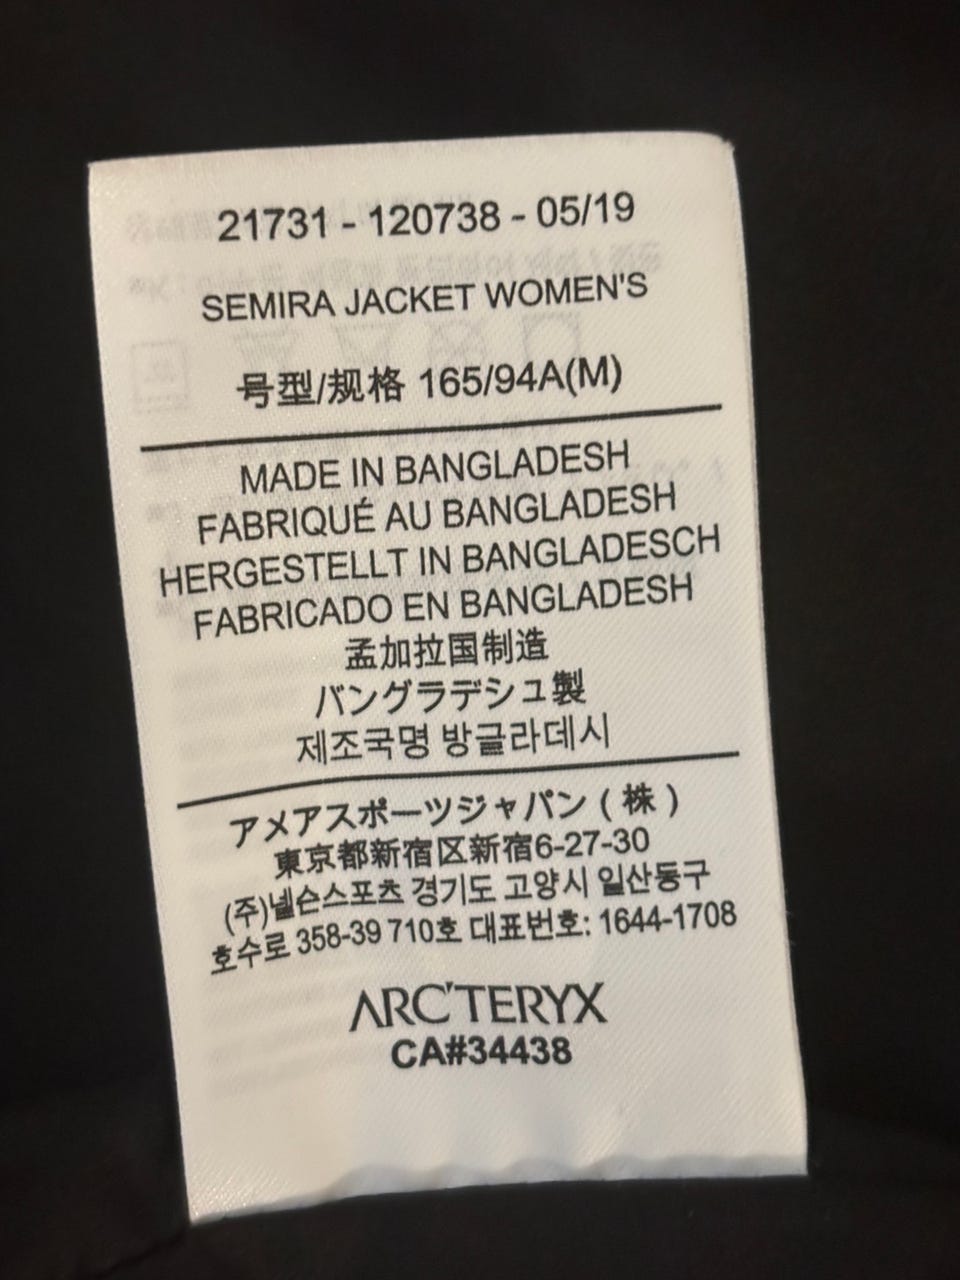 21731 - 120738 - 05/19
SEMIRA JACKET WOMEN'S
号型/规格 165/94A(M)
MADE IN BANGLADESH
FABRIQUÉ AU BANGLADESH
HERGESTELLT IN BANGLADESCH
FABRICADO EN BANGLADESH
孟加拉国制造
バングラデシュ製
제조국명 방글라데시
アメアスポーツジャパン（株）
東京都新宿区新宿6-27-30
(주)넬슨스포츠 경기도 고양시 일산동구
호수로 358-39 710호 대표번호: 1644-1708
ARC'TERYX
CA#34438